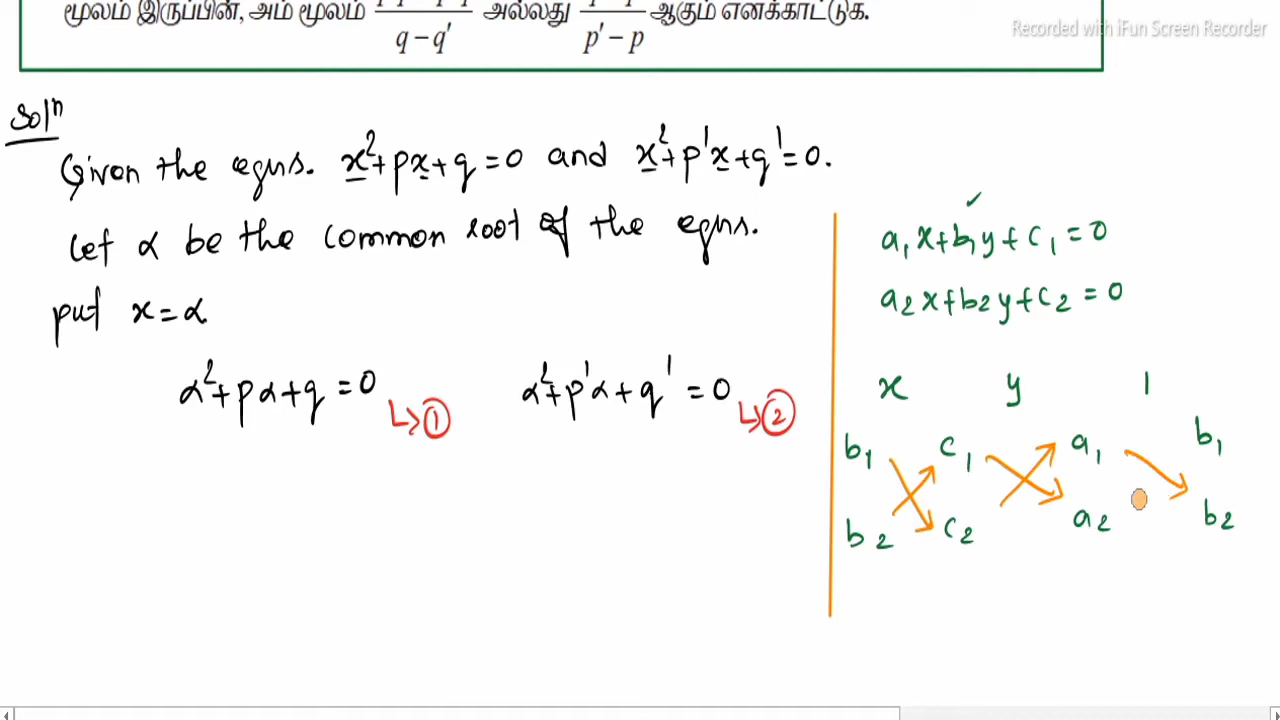 மூலம் இருப்பின், அம் மூலம் அல்லது ஆகும் எனக்காட்டுக.
q – q′ p′ – p
Recorded with iFun Screen Recorder
Soln
Given the eqns. x²+px+q=0 and x²+p'x+q'=0.
Let α be the common root of the eqns.
put x=α
α²+pα+q=0 α²+p'α+q'=0
↳① ↳②
a₁x+b₁y+c₁=0
a₂x+b₂y+c₂=0
x y 1
b₁ c₁ a₁ b₁
b₂ c₂ a₂ b₂